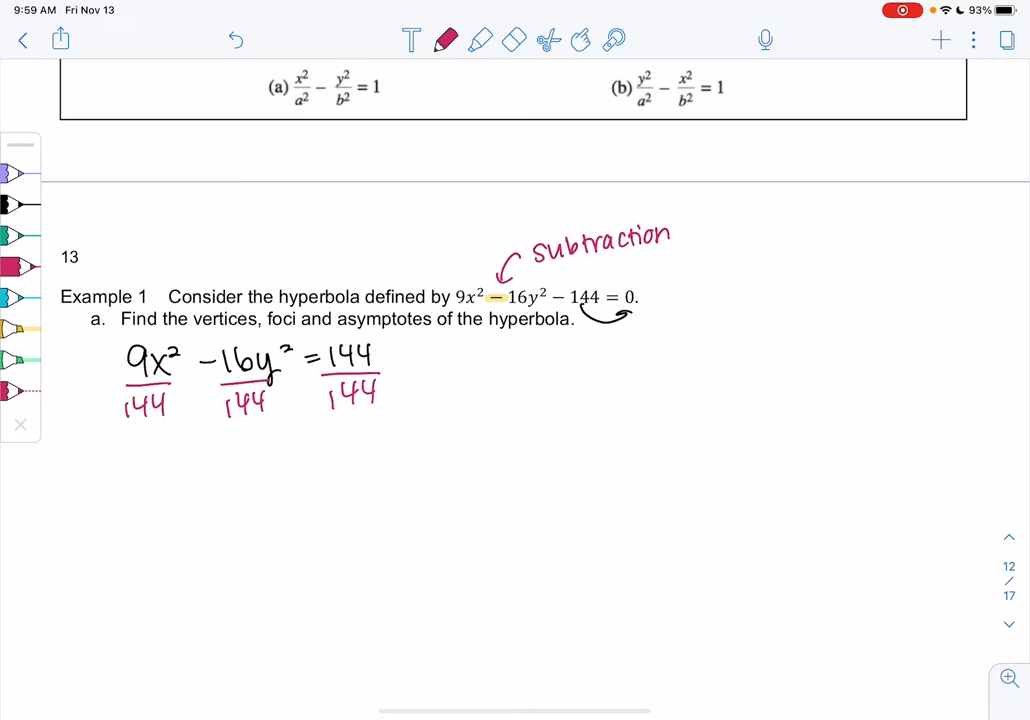 9:59 AM Fri Nov 13 93%
T
(a) x²/a² − y²/b² = 1 (b) y²/a² − x²/b² = 1
13
subtraction
Example 1 Consider the hyperbola defined by 9x² − 16y² − 144 = 0.
a. Find the vertices, foci and asymptotes of the hyperbola.
9x²/144 − 16y²/144 = 144/144
12
/
17